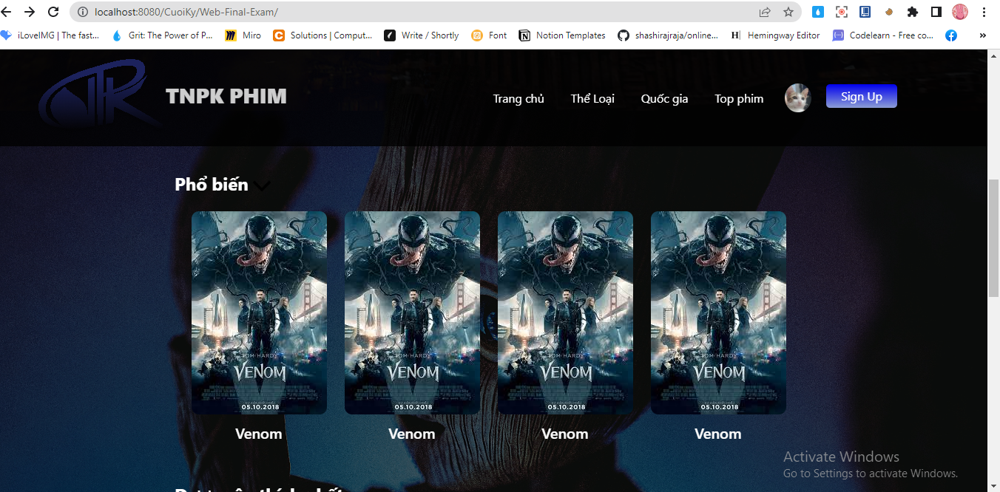 localhost:8080/CuoiKy/Web-Final-Exam/
iLoveIMG | The fast... Grit: The Power of P... Miro Solutions | Comput... Write / Shortly Font Notion Templates shashirajraja/online... Hemingway Editor Codelearn - Free co... »
TNPK PHIM Trang chủ Thể Loại Quốc gia Top phim Sign Up
Phổ biến
TOM HARDY TOM HARDY TOM HARDY TOM HARDY
VENOM VENOM VENOM VENOM
05.10.2018 05.10.2018 05.10.2018 05.10.2018
Venom Venom Venom Venom
Activate Windows
Go to Settings to activate Windows.